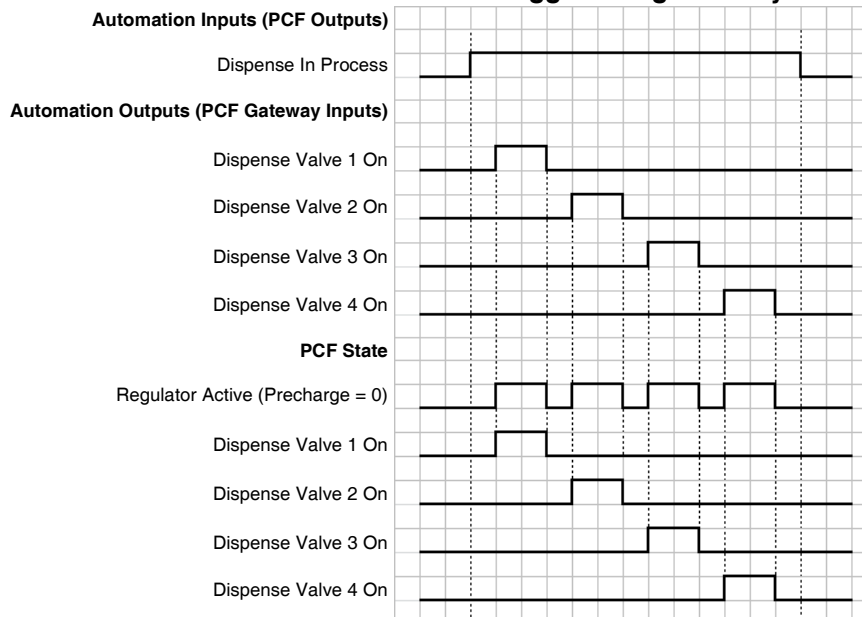 Automation Inputs (PCF Outputs)
Dispense In Process
Automation Outputs (PCF Gateway Inputs)
Dispense Valve 1 On
Dispense Valve 2 On
Dispense Valve 3 On
Dispense Valve 4 On
PCF State
Regulator Active (Precharge = 0)
Dispense Valve 1 On
Dispense Valve 2 On
Dispense Valve 3 On
Dispense Valve 4 On